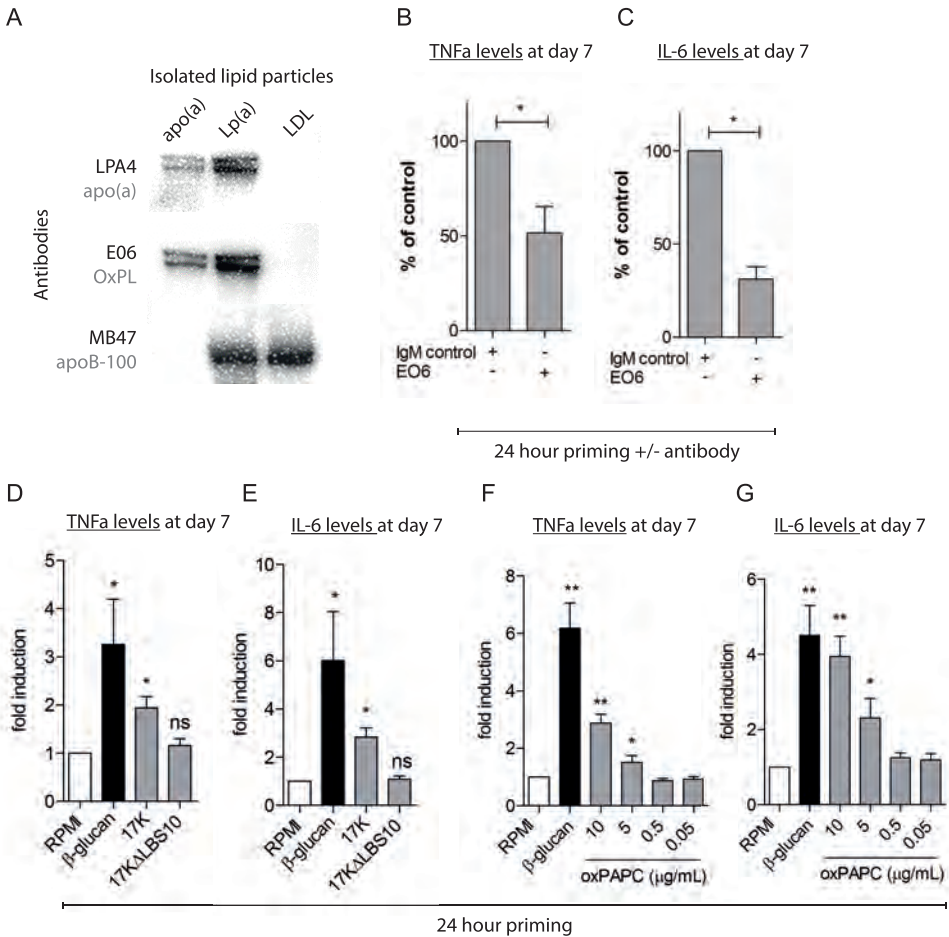 A
Isolated lipid particles
apo(a)
Lp(a)
LDL
Antibodies
LPA4
apo(a)
E06
OxPL
MB47
apoB-100
B
TNFa levels at day 7
% of control
100
50
0
*
IgM control + -
EO6 - +
C
IL-6 levels at day 7
% of control
100
50
0
*
IgM control + -
EO6 - +
24 hour priming +/- antibody
D
TNFa levels at day 7
fold induction
5
4
3
2
1
0
*
*
ns
RPMI
β-glucan
17K
17KΔLBS10
E
IL-6 levels at day 7
fold induction
10
8
6
4
2
0
*
*
ns
RPMI
β-glucan
17K
17KΔLBS10
F
TNFa levels at day 7
fold induction
8
6
4
2
0
**
**
*
RPMI
β-glucan
10
5
0.5
0.05
oxPAPC (μg/mL)
G
IL-6 levels at day 7
fold induction
6
4
2
0
**
**
*
RPMI
β-glucan
10
5
0.5
0.05
oxPAPC (μg/mL)
24 hour priming